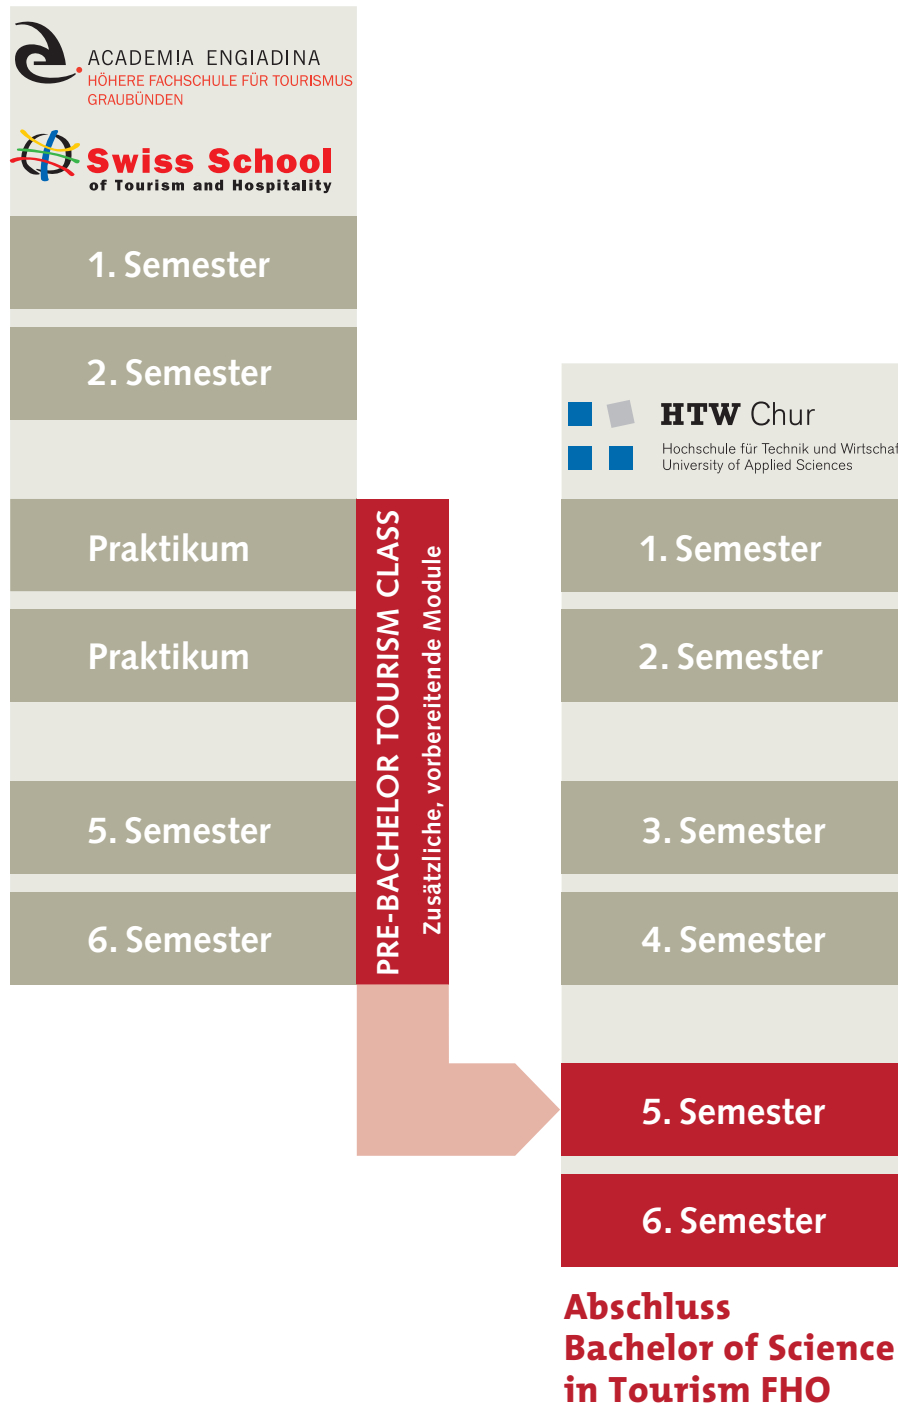 ACADEMIA ENGIADINA
HÖHERE FACHSCHULE FÜR TOURISMUS
GRAUBÜNDEN
Swiss School
of Tourism and Hospitality
1. Semester
2. Semester
Praktikum
Praktikum
5. Semester
6. Semester
PRE-BACHELOR TOURISM CLASS
Zusätzliche, vorbereitende Module
HTW Chur
Hochschule für Technik und Wirtschaf
University of Applied Sciences
1. Semester
2. Semester
3. Semester
4. Semester
5. Semester
6. Semester
Abschluss
Bachelor of Science
in Tourism FHO